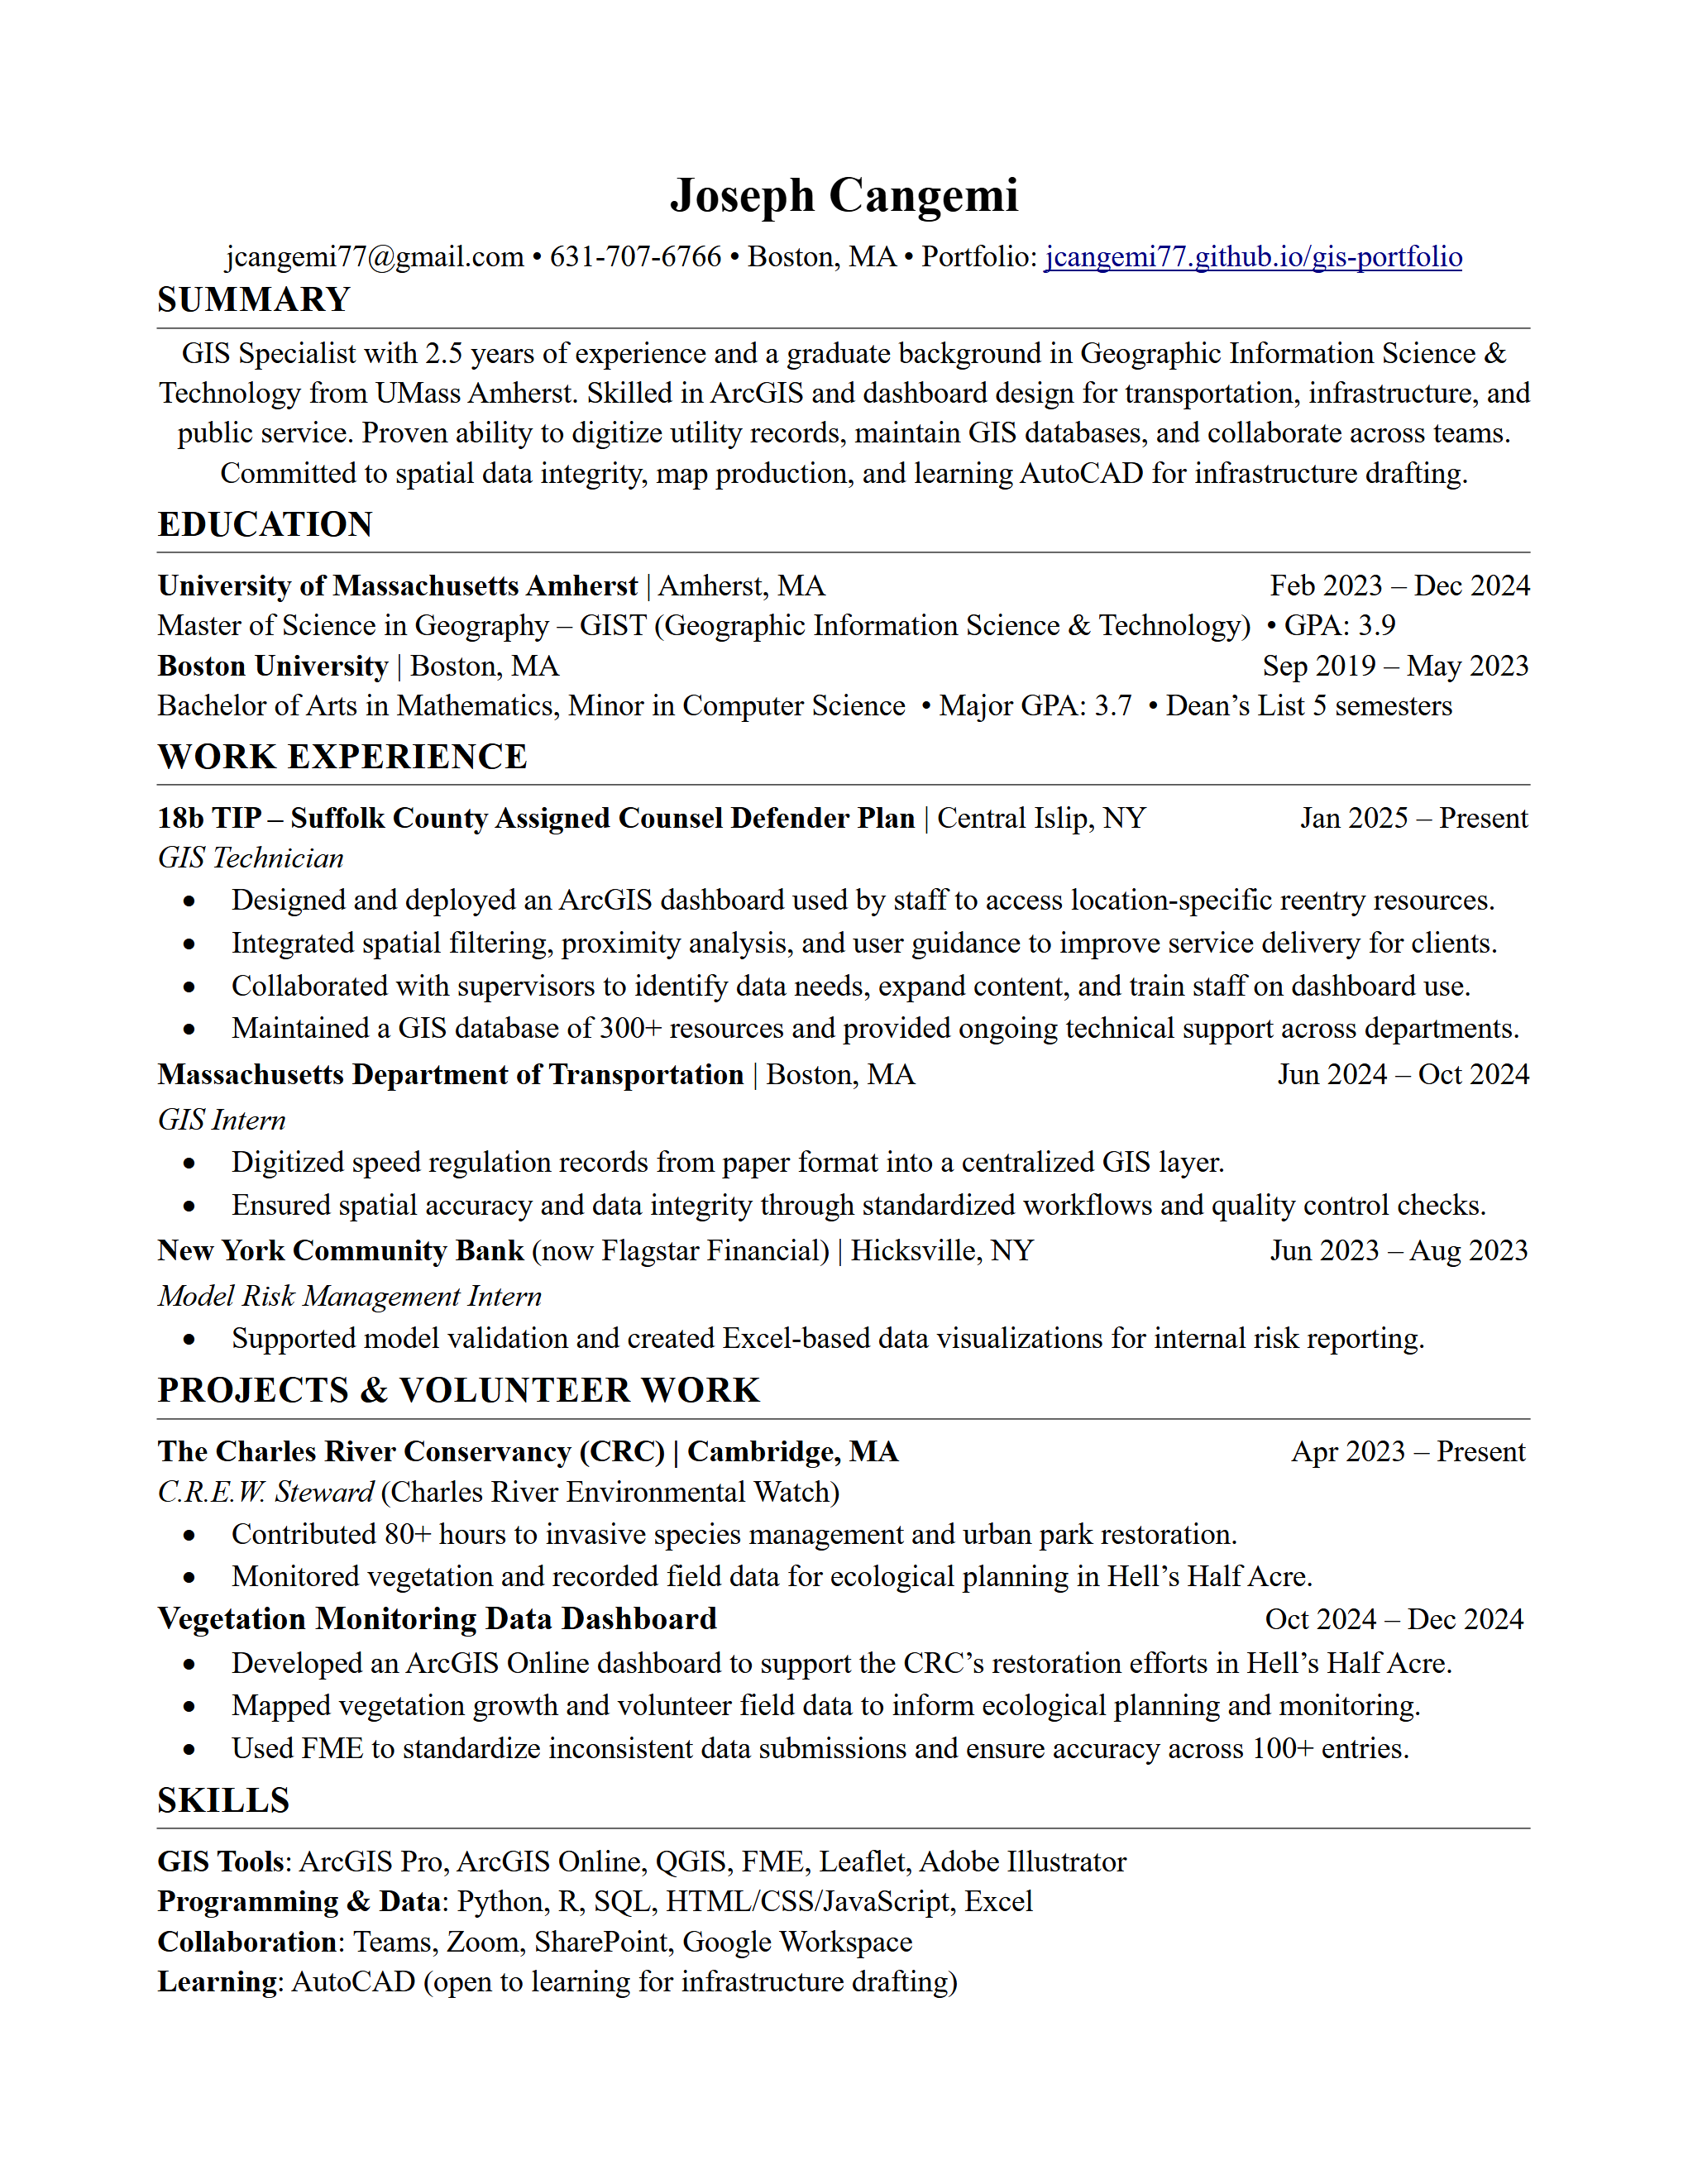 Joseph Cangemi
jcangemi77@gmail.com • 631-707-6766 • Boston, MA • Portfolio: jcangemi77.github.io/gis-portfolio
SUMMARY
GIS Specialist with 2.5 years of experience and a graduate background in Geographic Information Science &
Technology from UMass Amherst. Skilled in ArcGIS and dashboard design for transportation, infrastructure, and
public service. Proven ability to digitize utility records, maintain GIS databases, and collaborate across teams.
Committed to spatial data integrity, map production, and learning AutoCAD for infrastructure drafting.
EDUCATION
University of Massachusetts Amherst | Amherst, MA Feb 2023 – Dec 2024
Master of Science in Geography – GIST (Geographic Information Science & Technology) • GPA: 3.9
Boston University | Boston, MA Sep 2019 – May 2023
Bachelor of Arts in Mathematics, Minor in Computer Science • Major GPA: 3.7 • Dean’s List 5 semesters
WORK EXPERIENCE
18b TIP – Suffolk County Assigned Counsel Defender Plan | Central Islip, NY Jan 2025 – Present
GIS Technician
• Designed and deployed an ArcGIS dashboard used by staff to access location-specific reentry resources.
• Integrated spatial filtering, proximity analysis, and user guidance to improve service delivery for clients.
• Collaborated with supervisors to identify data needs, expand content, and train staff on dashboard use.
• Maintained a GIS database of 300+ resources and provided ongoing technical support across departments.
Massachusetts Department of Transportation | Boston, MA Jun 2024 – Oct 2024
GIS Intern
• Digitized speed regulation records from paper format into a centralized GIS layer.
• Ensured spatial accuracy and data integrity through standardized workflows and quality control checks.
New York Community Bank (now Flagstar Financial) | Hicksville, NY Jun 2023 – Aug 2023
Model Risk Management Intern
• Supported model validation and created Excel-based data visualizations for internal risk reporting.
PROJECTS & VOLUNTEER WORK
The Charles River Conservancy (CRC) | Cambridge, MA Apr 2023 – Present
C.R.E.W. Steward (Charles River Environmental Watch)
• Contributed 80+ hours to invasive species management and urban park restoration.
• Monitored vegetation and recorded field data for ecological planning in Hell’s Half Acre.
Vegetation Monitoring Data Dashboard Oct 2024 – Dec 2024
• Developed an ArcGIS Online dashboard to support the CRC’s restoration efforts in Hell’s Half Acre.
• Mapped vegetation growth and volunteer field data to inform ecological planning and monitoring.
• Used FME to standardize inconsistent data submissions and ensure accuracy across 100+ entries.
SKILLS
GIS Tools: ArcGIS Pro, ArcGIS Online, QGIS, FME, Leaflet, Adobe Illustrator
Programming & Data: Python, R, SQL, HTML/CSS/JavaScript, Excel
Collaboration: Teams, Zoom, SharePoint, Google Workspace
Learning: AutoCAD (open to learning for infrastructure drafting)